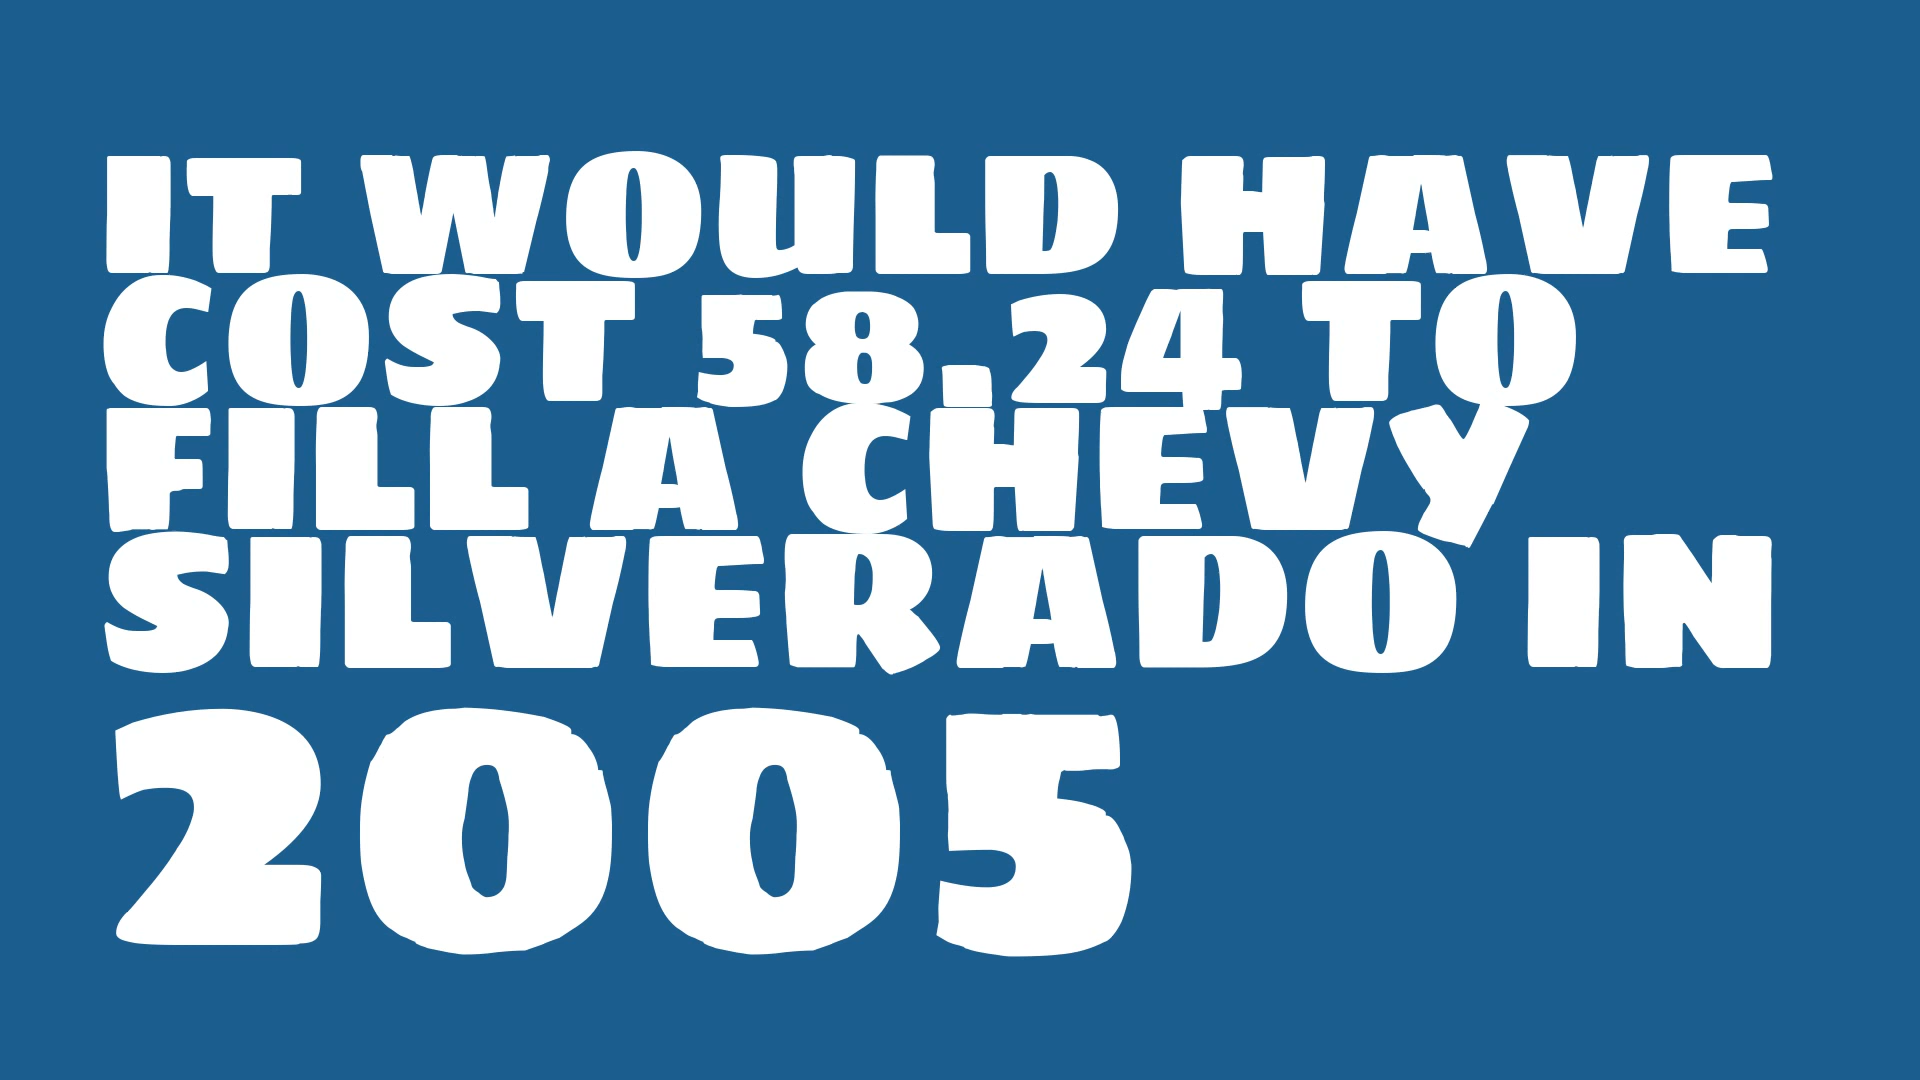 IT WOULD HAVE
COST 58.24 TO
FILL A CHEVY
SILVERADO IN
2005